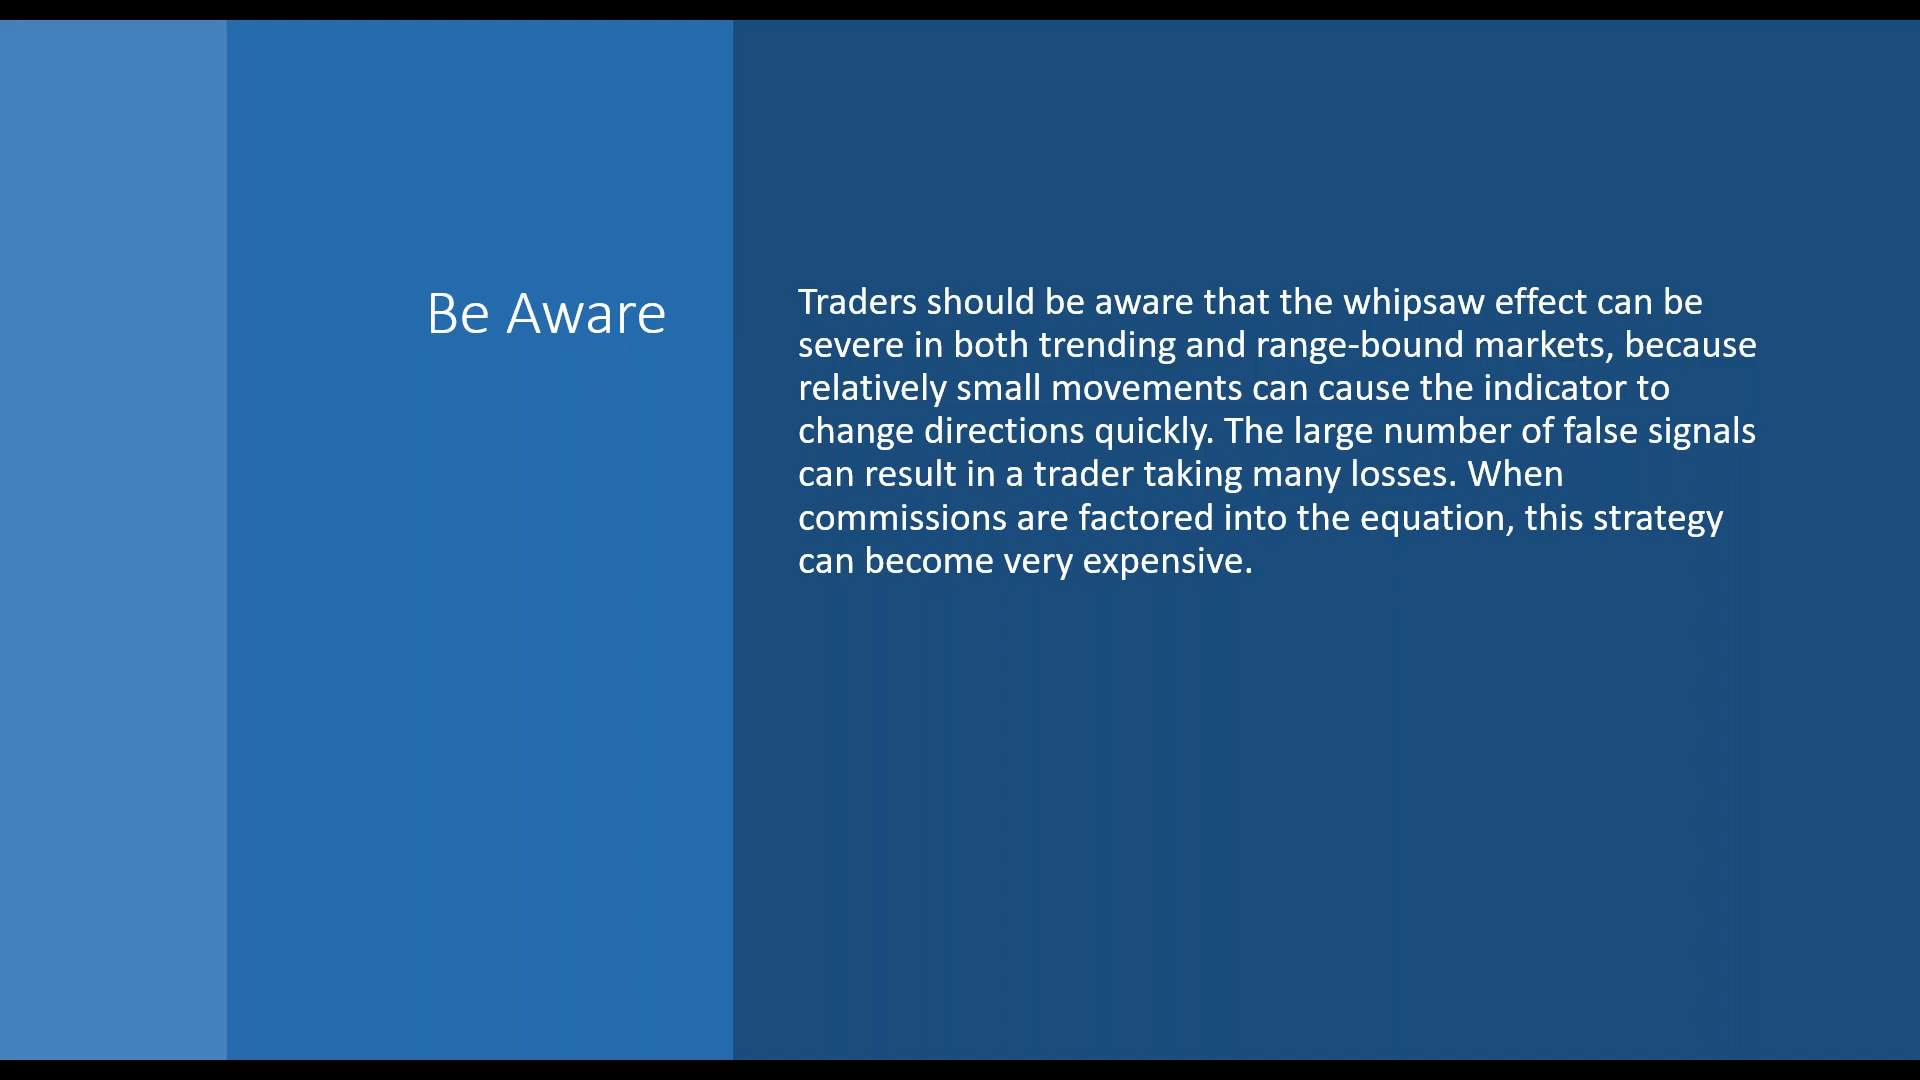 Be Aware
Traders should be aware that the whipsaw effect can be
severe in both trending and range-bound markets, because
relatively small movements can cause the indicator to
change directions quickly. The large number of false signals
can result in a trader taking many losses. When
commissions are factored into the equation, this strategy
can become very expensive.